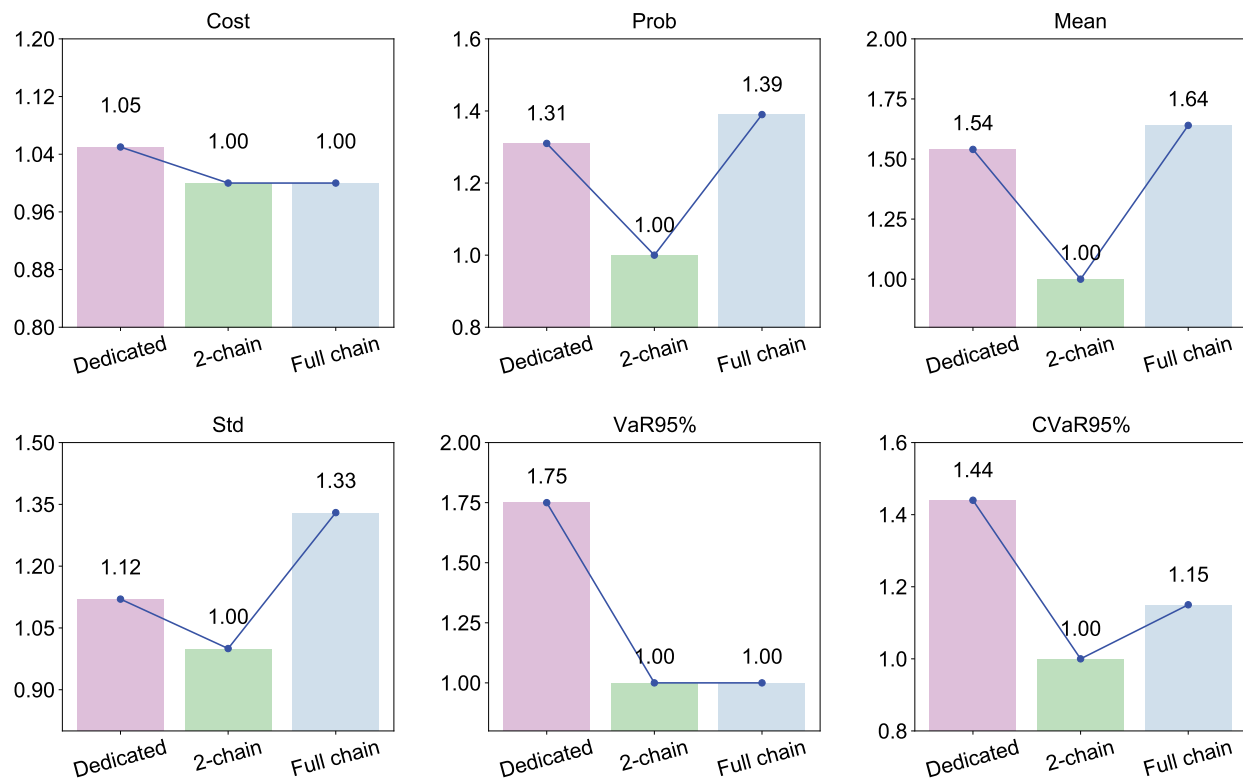 Cost
1.20
1.12
1.04
0.96
0.88
0.80
1.05
1.00
1.00
Dedicated
2-chain
Full chain
Prob
1.6
1.4
1.2
1.0
0.8
1.31
1.00
1.39
Dedicated
2-chain
Full chain
Mean
2.00
1.75
1.50
1.25
1.00
1.54
1.00
1.64
Dedicated
2-chain
Full chain
Std
1.50
1.35
1.20
1.05
0.90
1.12
1.00
1.33
Dedicated
2-chain
Full chain
VaR95%
2.00
1.75
1.50
1.25
1.00
1.75
1.00
1.00
Dedicated
2-chain
Full chain
CVaR95%
1.6
1.4
1.2
1.0
0.8
1.44
1.00
1.15
Dedicated
2-chain
Full chain